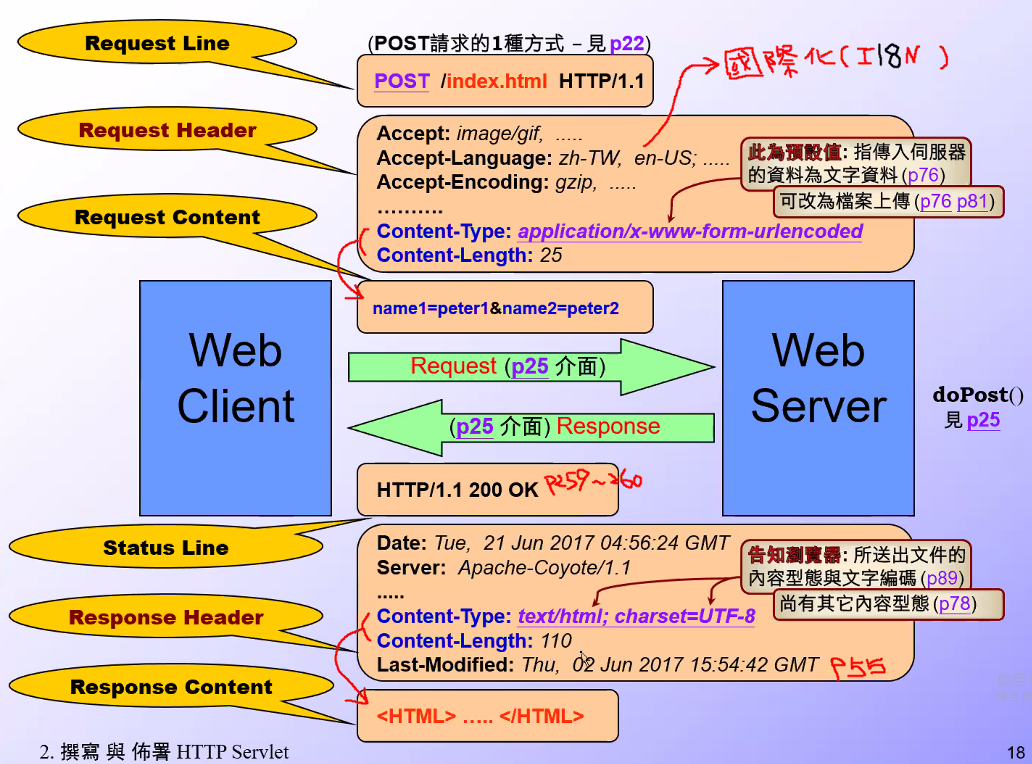 Request Line
(POST請求的1種方式 – 見 p22)
POST /index.html HTTP/1.1
國際化(I18N)
Request Header
Accept: image/gif, .....
Accept-Language: zh-TW, en-US; .....
Accept-Encoding: gzip, .....
..........
Content-Type: application/x-www-form-urlencoded
Content-Length: 25
此為預設值: 指傳入伺服器
的資料為文字資料 (p76)
可改為檔案上傳 (p76 p81)
Request Content
name1=peter1&name2=peter2
Web
Client
Request (p25 介面)
(p25 介面) Response
Web
Server
doPost()
見 p25
HTTP/1.1 200 OK
P259~260
Status Line
Date: Tue, 21 Jun 2017 04:56:24 GMT
Server: Apache-Coyote/1.1
.....
Content-Type: text/html; charset=UTF-8
Content-Length: 110
Last-Modified: Thu, 02 Jun 2017 15:54:42 GMT
P55
告知瀏覽器: 所送出文件的
內容型態與文字編碼 (p89)
尚有其它內容型態 (p78)
Response Header
Response Content
<HTML> ..... </HTML>
2. 撰寫 與 佈署 HTTP Servlet
18